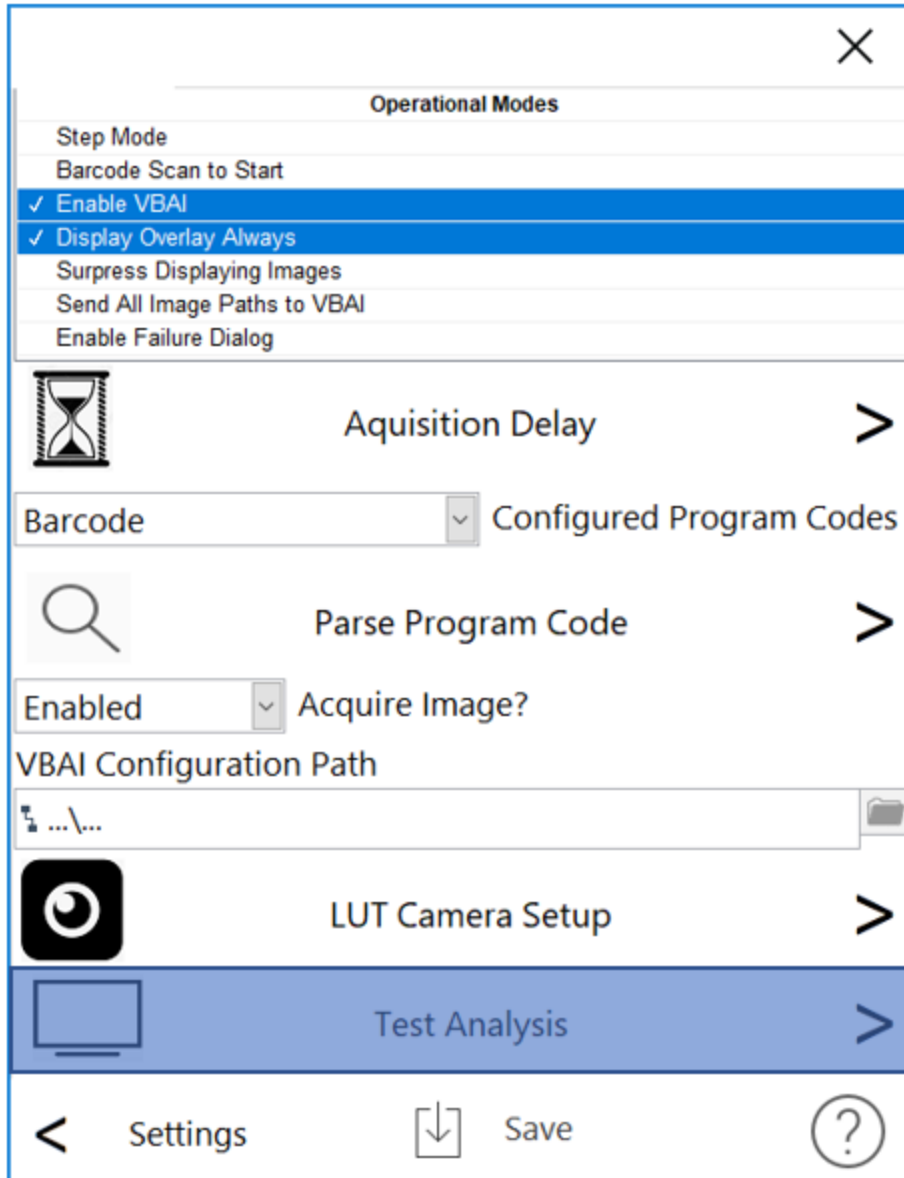 Operational Modes
Step Mode
Barcode Scan to Start
✓ Enable VBAI
✓ Display Overlay Always
Surpress Displaying Images
Send All Image Paths to VBAI
Enable Failure Dialog
Aquisition Delay >
Barcode Configured Program Codes
Parse Program Code >
Enabled Acquire Image?
VBAI Configuration Path
...\...
LUT Camera Setup >
Test Analysis >
< Settings Save ?